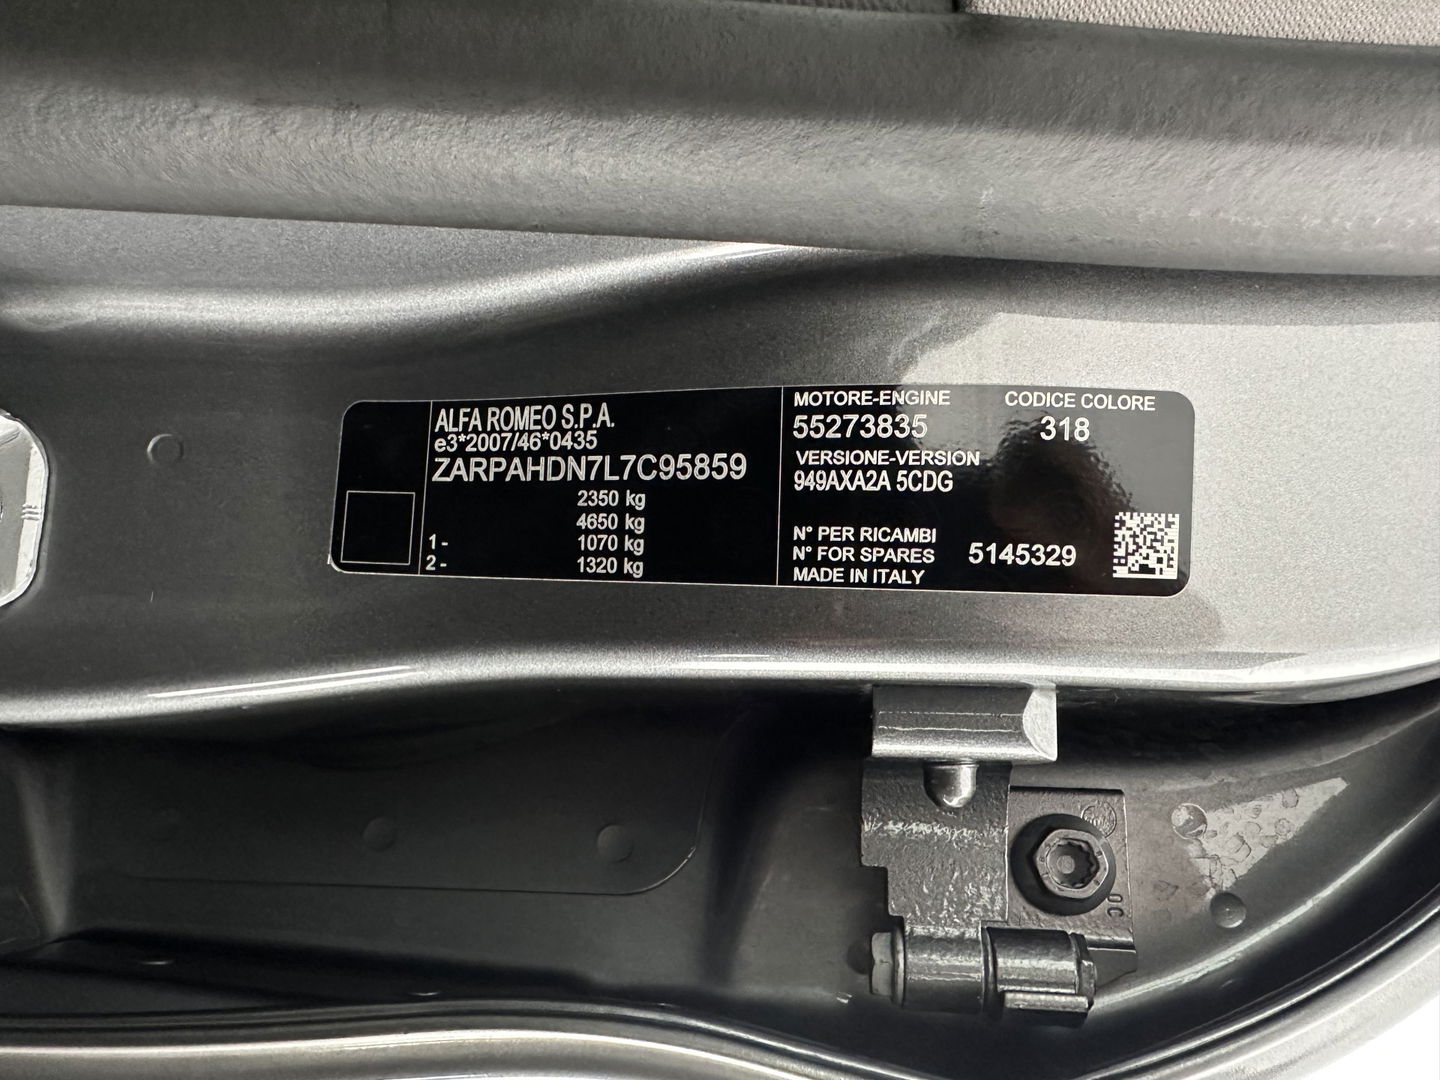 ALFA ROMEO S.P.A.
e3*2007/46*0435
ZARPAHDN7L7C95859
2350 kg
4650 kg
1- 1070 kg
2- 1320 kg
MOTORE-ENGINE
55273835
CODICE COLORE
318
VERSIONE-VERSION
949AXA2A 5CDG
N° PER RICAMBI
N° FOR SPARES 5145329
MADE IN ITALY
OC